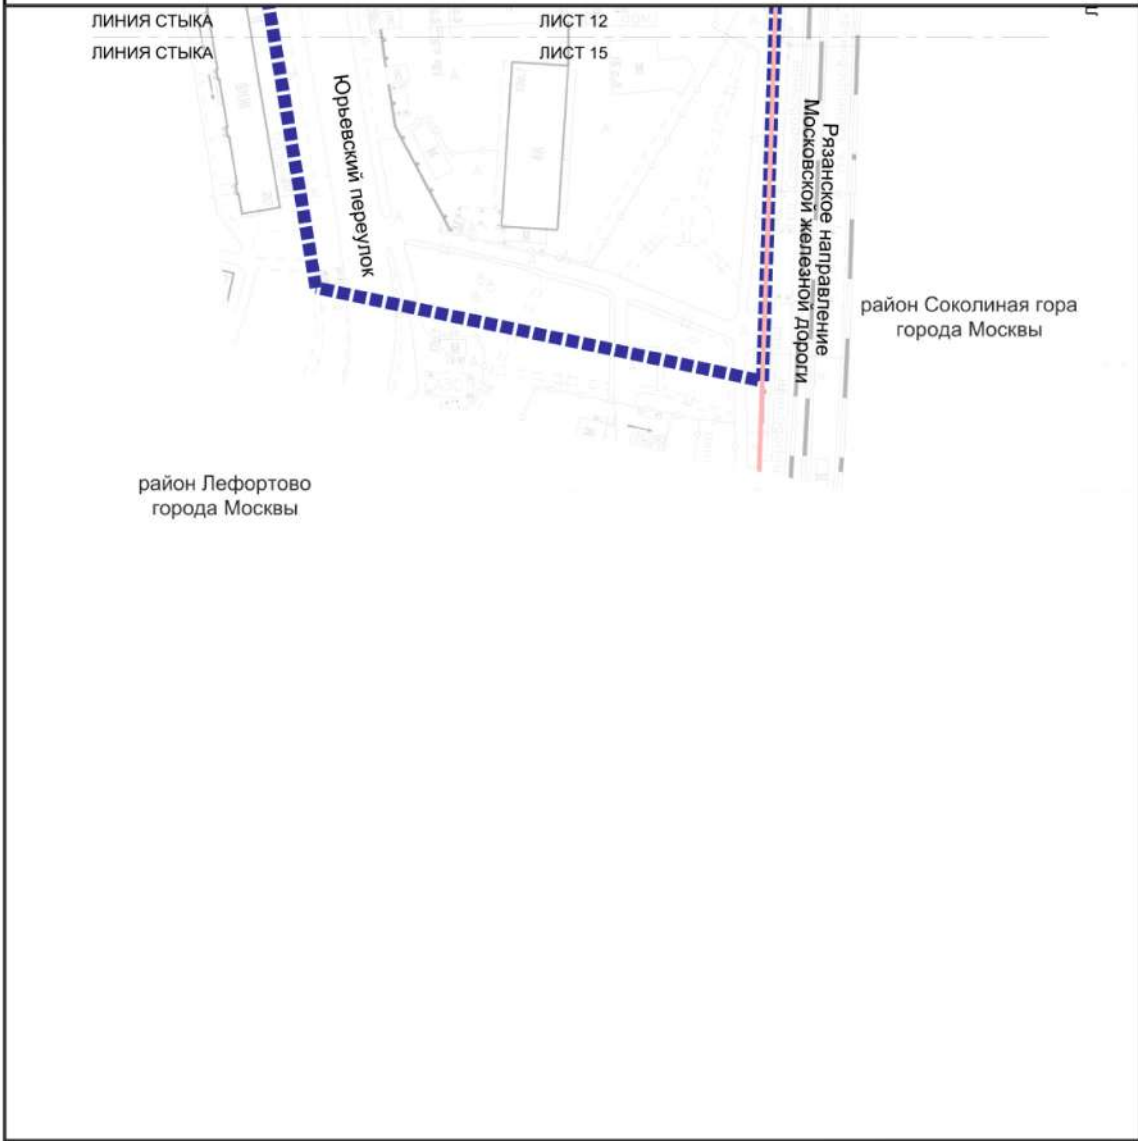 ЛИНИЯ СТЫКА
ЛИСТ 12
ЛИНИЯ СТЫКА
ЛИСТ 15
Юрьевский переулок
Рязанское направление
Московской железной дороги
район Соколиная гора
города Москвы
район Лефортово
города Москвы